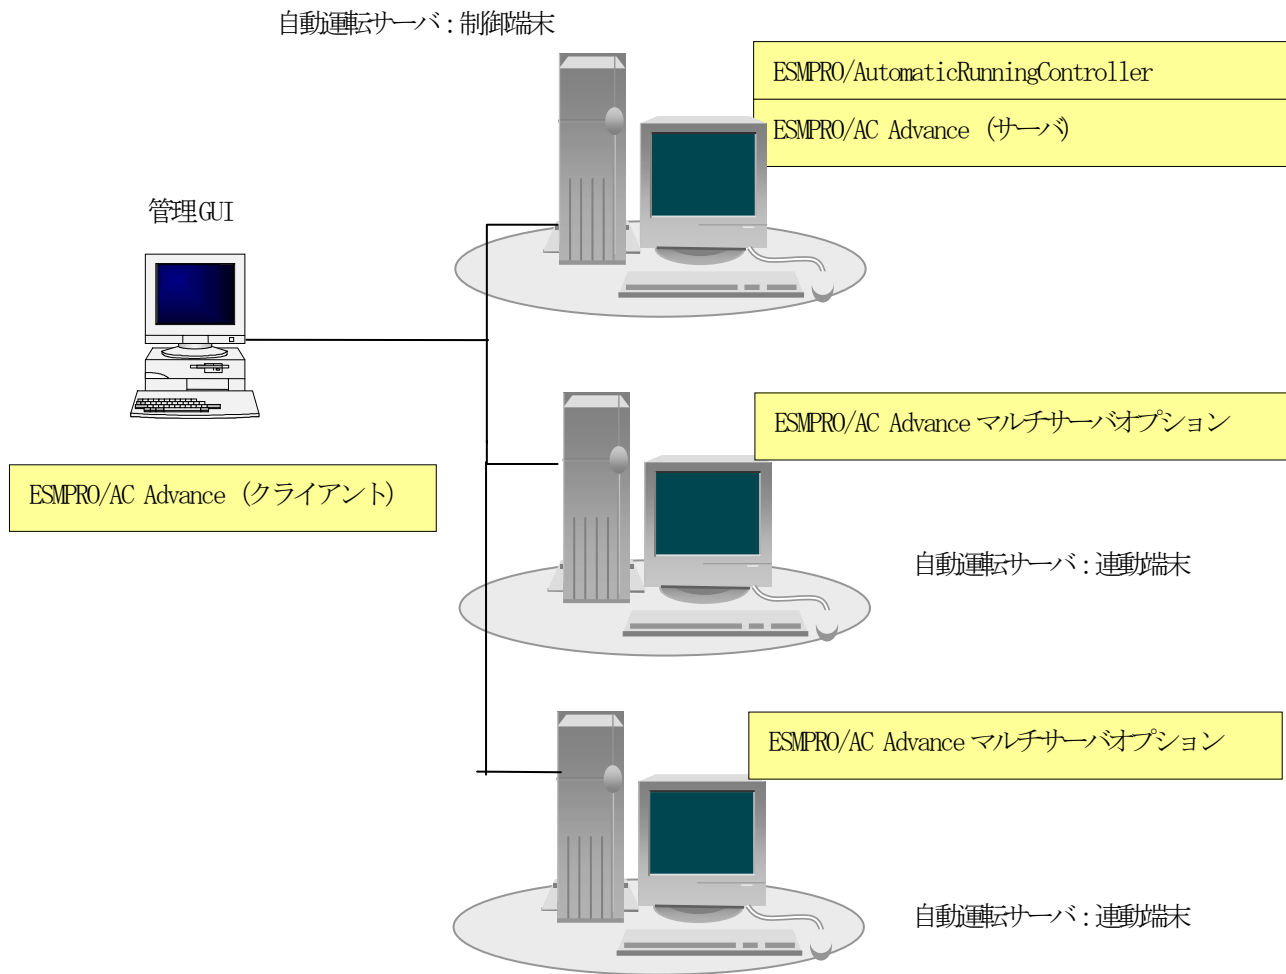 自動運転サーバ：制御端末
ESMPRO/AutomaticRunningController
ESMPRO/AC Advance (サーバ)
管理GUI
ESMPRO/AC Advance マルチサーバオプション
ESMPRO/AC Advance (クライアント)
自動運転サーバ：連動端末
ESMPRO/AC Advance マルチサーバオプション
自動運転サーバ：連動端末